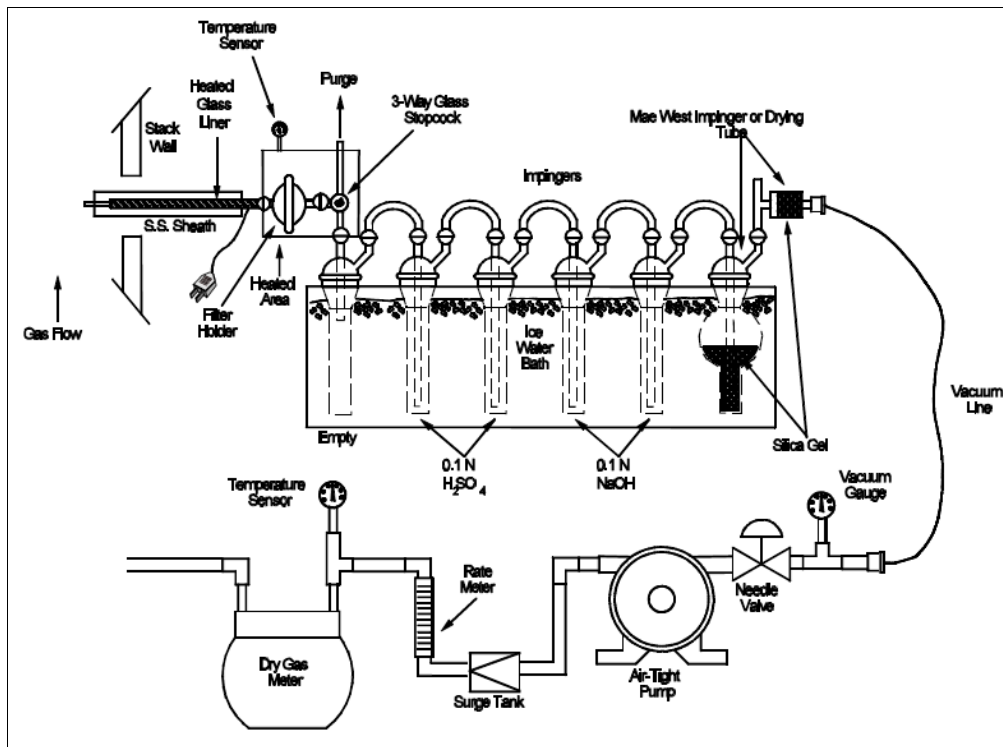 Temperature
Sensor
Heated
Glass
Liner
Purge
3-Way Glass
Stopcock
Mae West Impinger or Drying
Tube
Stack
Wall
Impingers
S.S. Sheath
Heated
Area
Filter
Holder
Gas Flow
Ice
Water
Bath
Vacuum
Line
Empty
0.1 N
H₂SO₄
0.1 N
NaOH
Silica Gel
Temperature
Sensor
Vacuum
Gauge
Rate
Meter
Needle
Valve
Dry Gas
Meter
Surge Tank
Air-Tight
Pump